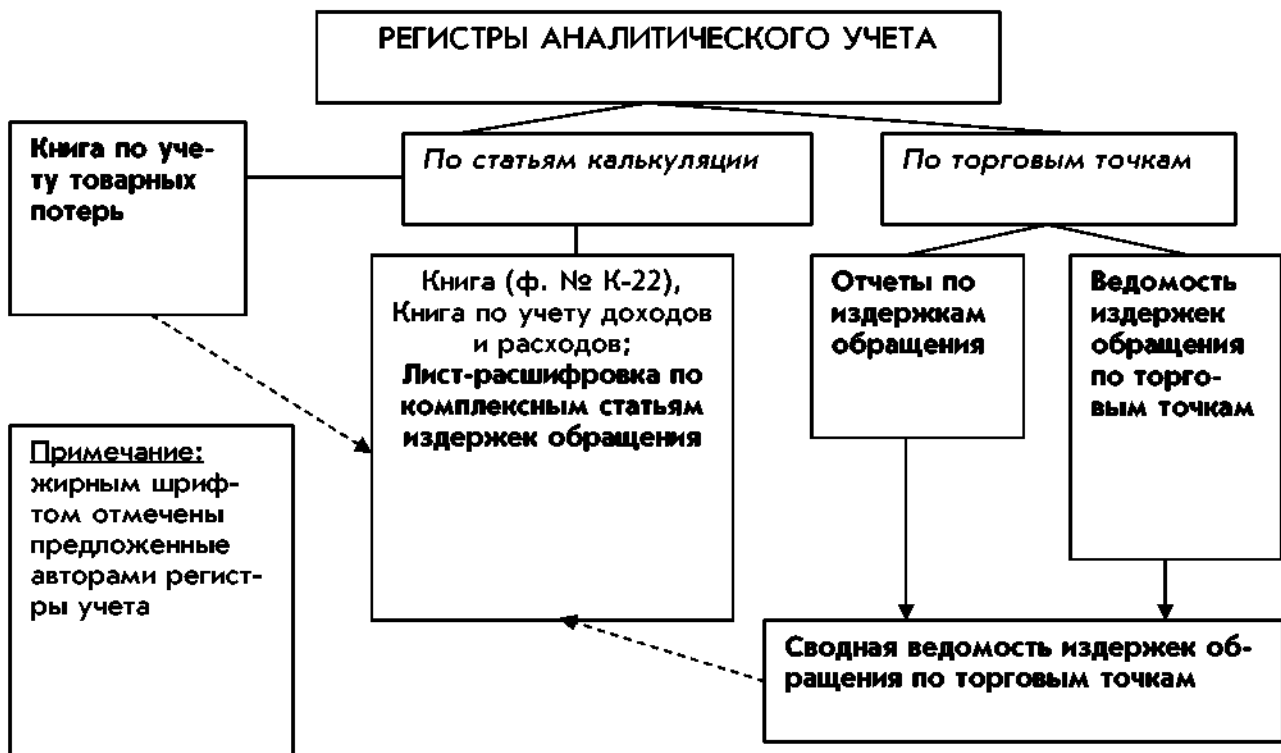 РЕГИСТРЫ АНАЛИТИЧЕСКОГО УЧЕТА
Книга по уче-
ту товарных
потерь
По статьям калькуляции
По торговым точкам
Книга (ф. № К-22),
Книга по учету доходов
и расходов;
Лист-расшифровка по
комплексным статьям
издержек обращения
Отчеты по
издержкам
обращения
Ведомость
издержек
обращения
по торго-
вым точкам
Примечание:
жирным шриф-
том отмечены
предложенные
авторами регист-
ры учета
Сводная ведомость издержек об-
ращения по торговым точкам